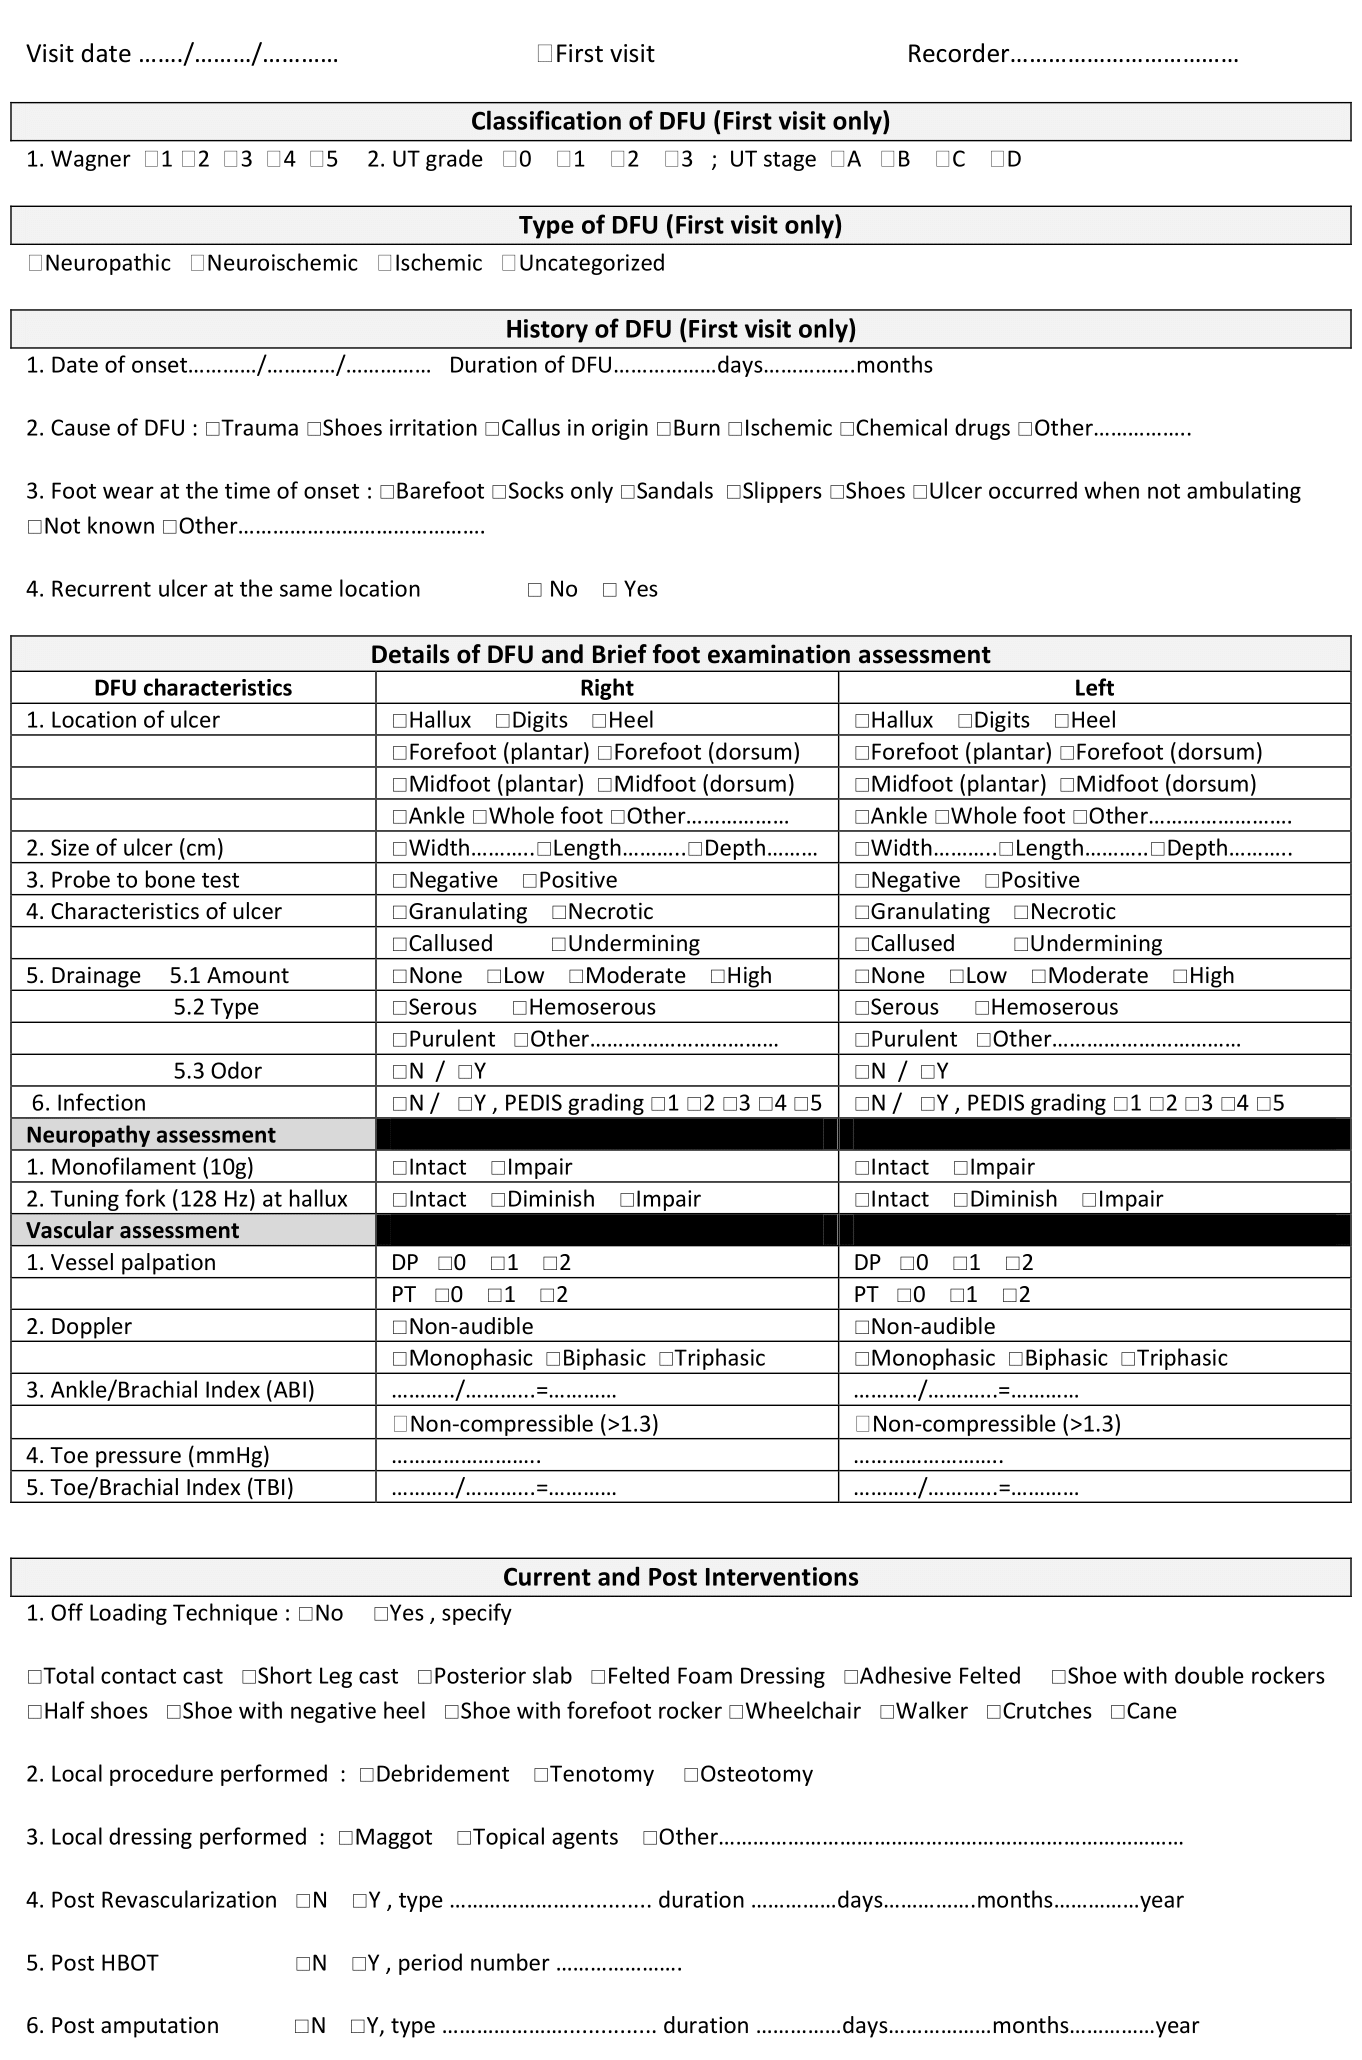 Visit date ……./………/………… □First visit Recorder………………………………
Classification of DFU (First visit only)
1. Wagner □1 □2 □3 □4 □5 2. UT grade □0 □1 □2 □3 ; UT stage □A □B □C □D
Type of DFU (First visit only)
□Neuropathic □Neuroischemic □Ischemic □Uncategorized
History of DFU (First visit only)
1. Date of onset…………/…………/…………… Duration of DFU………………days…………….months
2. Cause of DFU : □Trauma □Shoes irritation □Callus in origin □Burn □Ischemic □Chemical drugs □Other……………..
3. Foot wear at the time of onset : □Barefoot □Socks only □Sandals □Slippers □Shoes □Ulcer occurred when not ambulating
□Not known □Other…………………………………….
4. Recurrent ulcer at the same location □ No □ Yes
Details of DFU and Brief foot examination assessment
DFU characteristics Right Left
1. Location of ulcer □Hallux □Digits □Heel □Hallux □Digits □Heel
□Forefoot (plantar) □Forefoot (dorsum) □Forefoot (plantar) □Forefoot (dorsum)
□Midfoot (plantar) □Midfoot (dorsum) □Midfoot (plantar) □Midfoot (dorsum)
□Ankle □Whole foot □Other……………… □Ankle □Whole foot □Other…………………….
2. Size of ulcer (cm) □Width………..□Length………..□Depth……… □Width………..□Length………..□Depth………..
3. Probe to bone test □Negative □Positive □Negative □Positive
4. Characteristics of ulcer □Granulating □Necrotic □Granulating □Necrotic
□Callused □Undermining □Callused □Undermining
5. Drainage 5.1 Amount □None □Low □Moderate □High □None □Low □Moderate □High
5.2 Type □Serous □Hemoserous □Serous □Hemoserous
□Purulent □Other…………………………… □Purulent □Other……………………………
5.3 Odor □N / □Y □N / □Y
6. Infection □N / □Y , PEDIS grading □1 □2 □3 □4 □5 □N / □Y , PEDIS grading □1 □2 □3 □4 □5
Neuropathy assessment
1. Monofilament (10g) □Intact □Impair □Intact □Impair
2. Tuning fork (128 Hz) at hallux □Intact □Diminish □Impair □Intact □Diminish □Impair
Vascular assessment
1. Vessel palpation DP □0 □1 □2 DP □0 □1 □2
PT □0 □1 □2 PT □0 □1 □2
2. Doppler □Non-audible □Non-audible
□Monophasic □Biphasic □Triphasic □Monophasic □Biphasic □Triphasic
3. Ankle/Brachial Index (ABI) ………../………...=………… ………../………...=…………
□Non-compressible (>1.3) □Non-compressible (>1.3)
4. Toe pressure (mmHg) …………………….. ……………………..
5. Toe/Brachial Index (TBI) ………../………...=………… ………../………...=…………
Current and Post Interventions
1. Off Loading Technique : □No □Yes , specify
□Total contact cast □Short Leg cast □Posterior slab □Felted Foam Dressing □Adhesive Felted □Shoe with double rockers
□Half shoes □Shoe with negative heel □Shoe with forefoot rocker □Wheelchair □Walker □Crutches □Cane
2. Local procedure performed : □Debridement □Tenotomy □Osteotomy
3. Local dressing performed : □Maggot □Topical agents □Other………………………………………………………………………
4. Post Revascularization □N □Y , type …………………............. duration ……………days…………….months……………year
5. Post HBOT □N □Y , period number ………………….
6. Post amputation □N □Y, type …………………............... duration ……………days………………months……………year